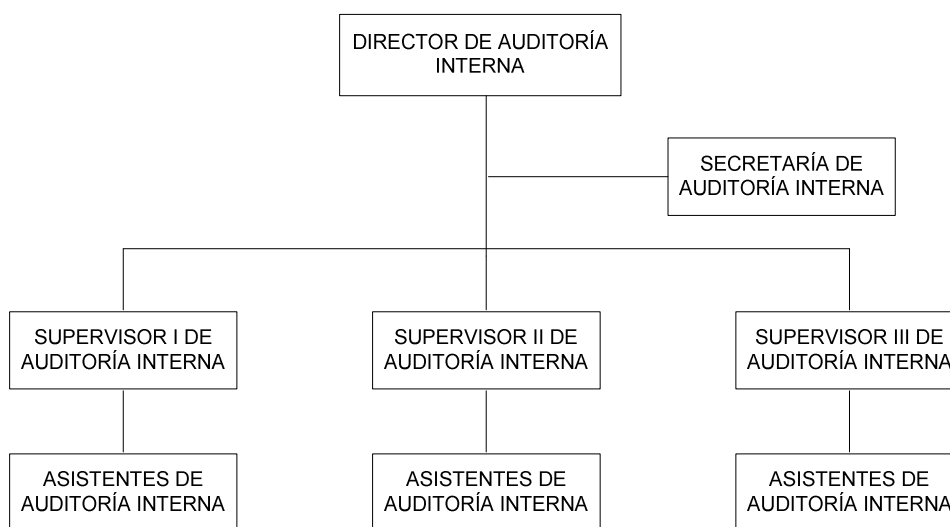 DIRECTOR DE AUDITORÍA
INTERNA
SECRETARÍA DE
AUDITORÍA INTERNA
SUPERVISOR I DE
AUDITORÍA INTERNA
SUPERVISOR II DE
AUDITORÍA INTERNA
SUPERVISOR III DE
AUDITORÍA INTERNA
ASISTENTES DE
AUDITORÍA INTERNA
ASISTENTES DE
AUDITORÍA INTERNA
ASISTENTES DE
AUDITORÍA INTERNA